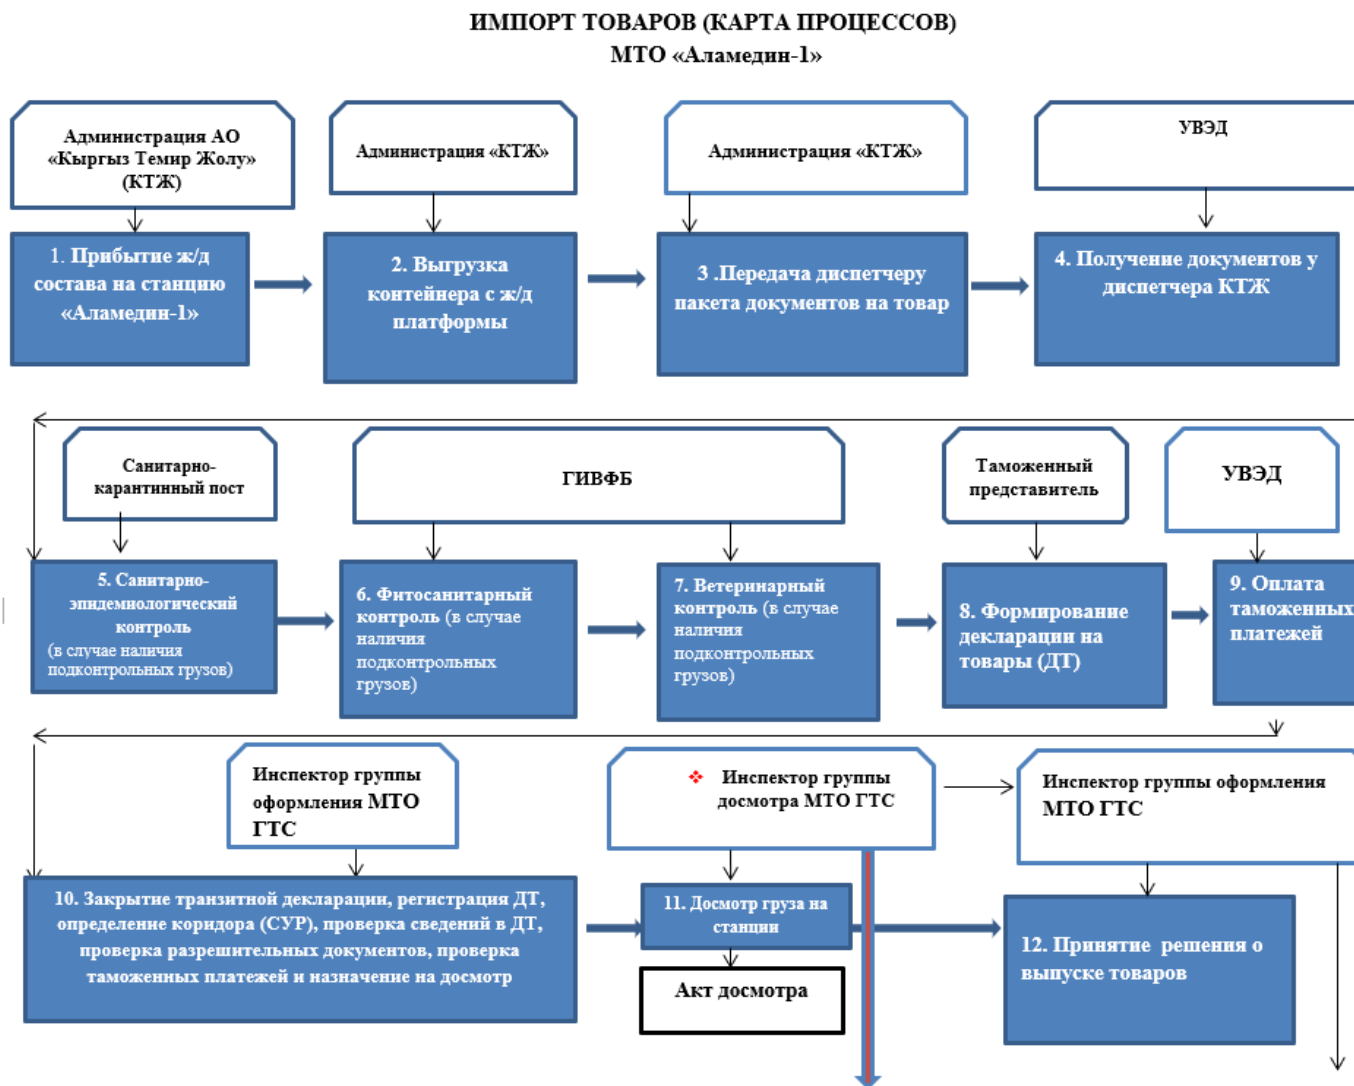 ИМПОРТ ТОВАРОВ (КАРТА ПРОЦЕССОВ)
МТО «Аламедин-1»
Администрация АО
«Кыргыз Темир Жолу»
(КТЖ)
Администрация «КТЖ»
Администрация «КТЖ»
УВЭД
1. Прибытие ж/д
состава на станцию
«Аламедин-1»
2. Выгрузка
контейнера с ж/д
платформы
3 .Передача диспетчеру
пакета документов на товар
4. Получение документов у
диспетчера КТЖ
Санитарно-
карантинный пост
ГИВФБ
Таможенный
представитель
УВЭД
5. Санитарно-
эпидемиологический
контроль
(в случае наличия
подконтрольных грузов)
6. Фитосанитарный
контроль (в случае
наличия
подконтрольных
грузов)
7. Ветеринарный
контроль (в случае
наличия
подконтрольных
грузов)
8. Формирование
декларации на
товары (ДТ)
9. Оплата
таможенных
платежей
Инспектор группы
оформления МТО
ГТС
❖ Инспектор группы
досмотра МТО ГТС
Инспектор группы оформления
МТО ГТС
10. Закрытие транзитной декларации, регистрация ДТ,
определение коридора (СУР), проверка сведений в ДТ,
проверка разрешительных документов, проверка
таможенных платежей и назначение на досмотр
11. Досмотр груза на
станции
Акт досмотра
12. Принятие решения о
выпуске товаров